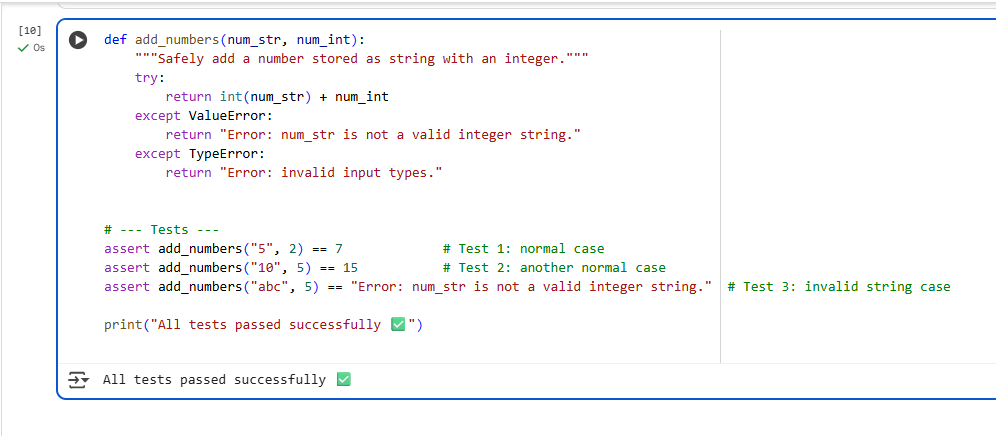 [10]
0s
def add_numbers(num_str, num_int):
"""Safely add a number stored as string with an integer."""
try:
return int(num_str) + num_int
except ValueError:
return "Error: num_str is not a valid integer string."
except TypeError:
return "Error: invalid input types."
# --- Tests ---
assert add_numbers("5", 2) == 7 # Test 1: normal case
assert add_numbers("10", 5) == 15 # Test 2: another normal case
assert add_numbers("abc", 5) == "Error: num_str is not a valid integer string." # Test 3: invalid string case
print("All tests passed successfully ✅")
All tests passed successfully ✅